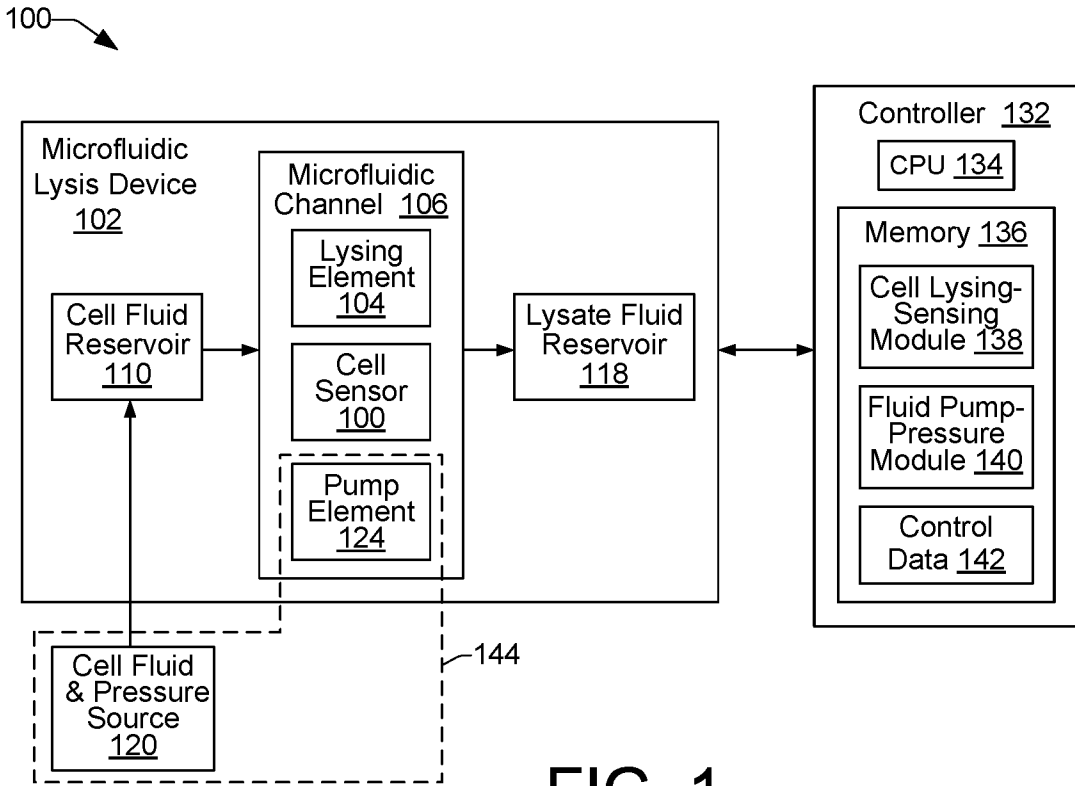 100
Microfluidic
Lysis Device
102
Cell Fluid
Reservoir
110
Microfluidic
Channel 106
Lysing
Element
104
Cell
Sensor
100
Pump
Element
124
Lysate Fluid
Reservoir
118
Cell Fluid
& Pressure
Source
120
144
Controller 132
CPU 134
Memory 136
Cell Lysing-
Sensing
Module 138
Fluid Pump-
Pressure
Module 140
Control
Data 142
FIG. 1